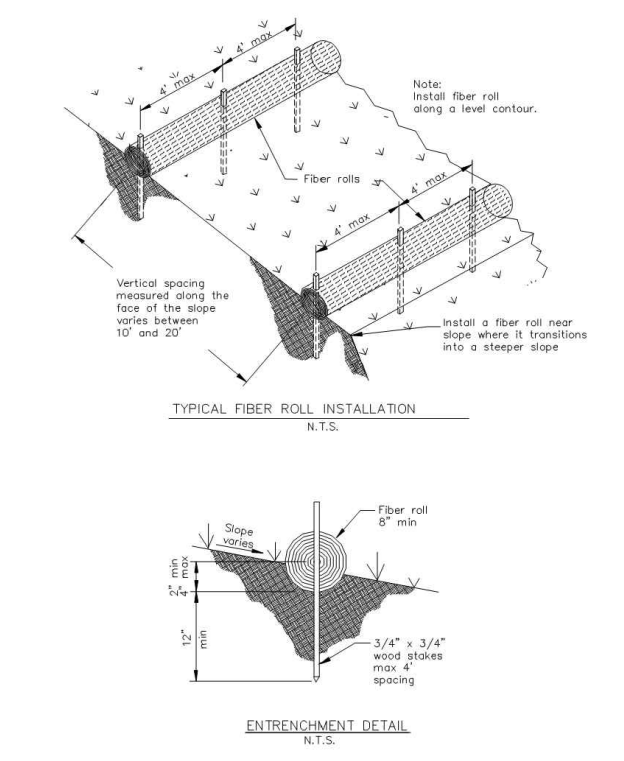 4' max
4' max
Note:
Install fiber roll
along a level contour.
Fiber rolls
4' max
4' max
Vertical spacing
measured along the
face of the slope
varies between
10' and 20'
Install a fiber roll near
slope where it transitions
into a steeper slope
TYPICAL FIBER ROLL INSTALLATION
N.T.S.
Fiber roll
8" min
Slope
varies
2" min
4" max
12"
min
3/4" x 3/4"
wood stakes
max 4'
spacing
ENTRENCHMENT DETAIL
N.T.S.